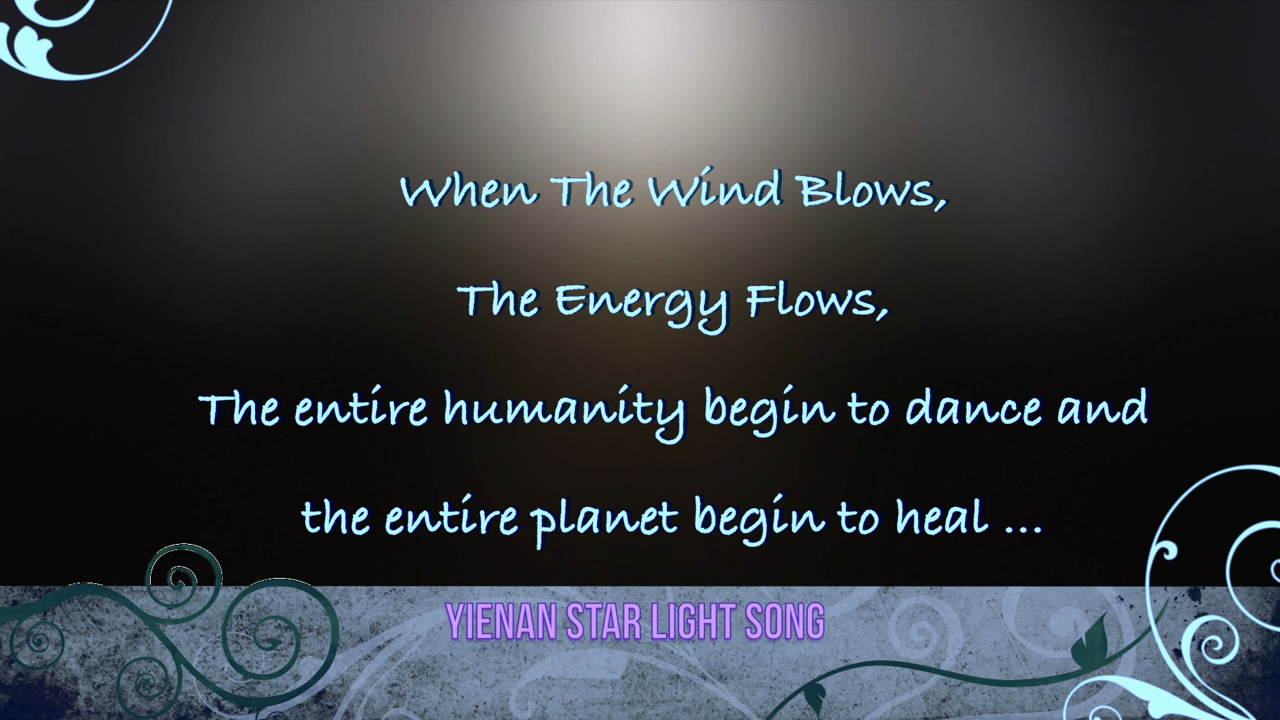 When The Wind Blows,
The Energy Flows,
The entire humanity begin to dance and
the entire planet begin to heal ...
YIENAN STAR LIGHT SONG